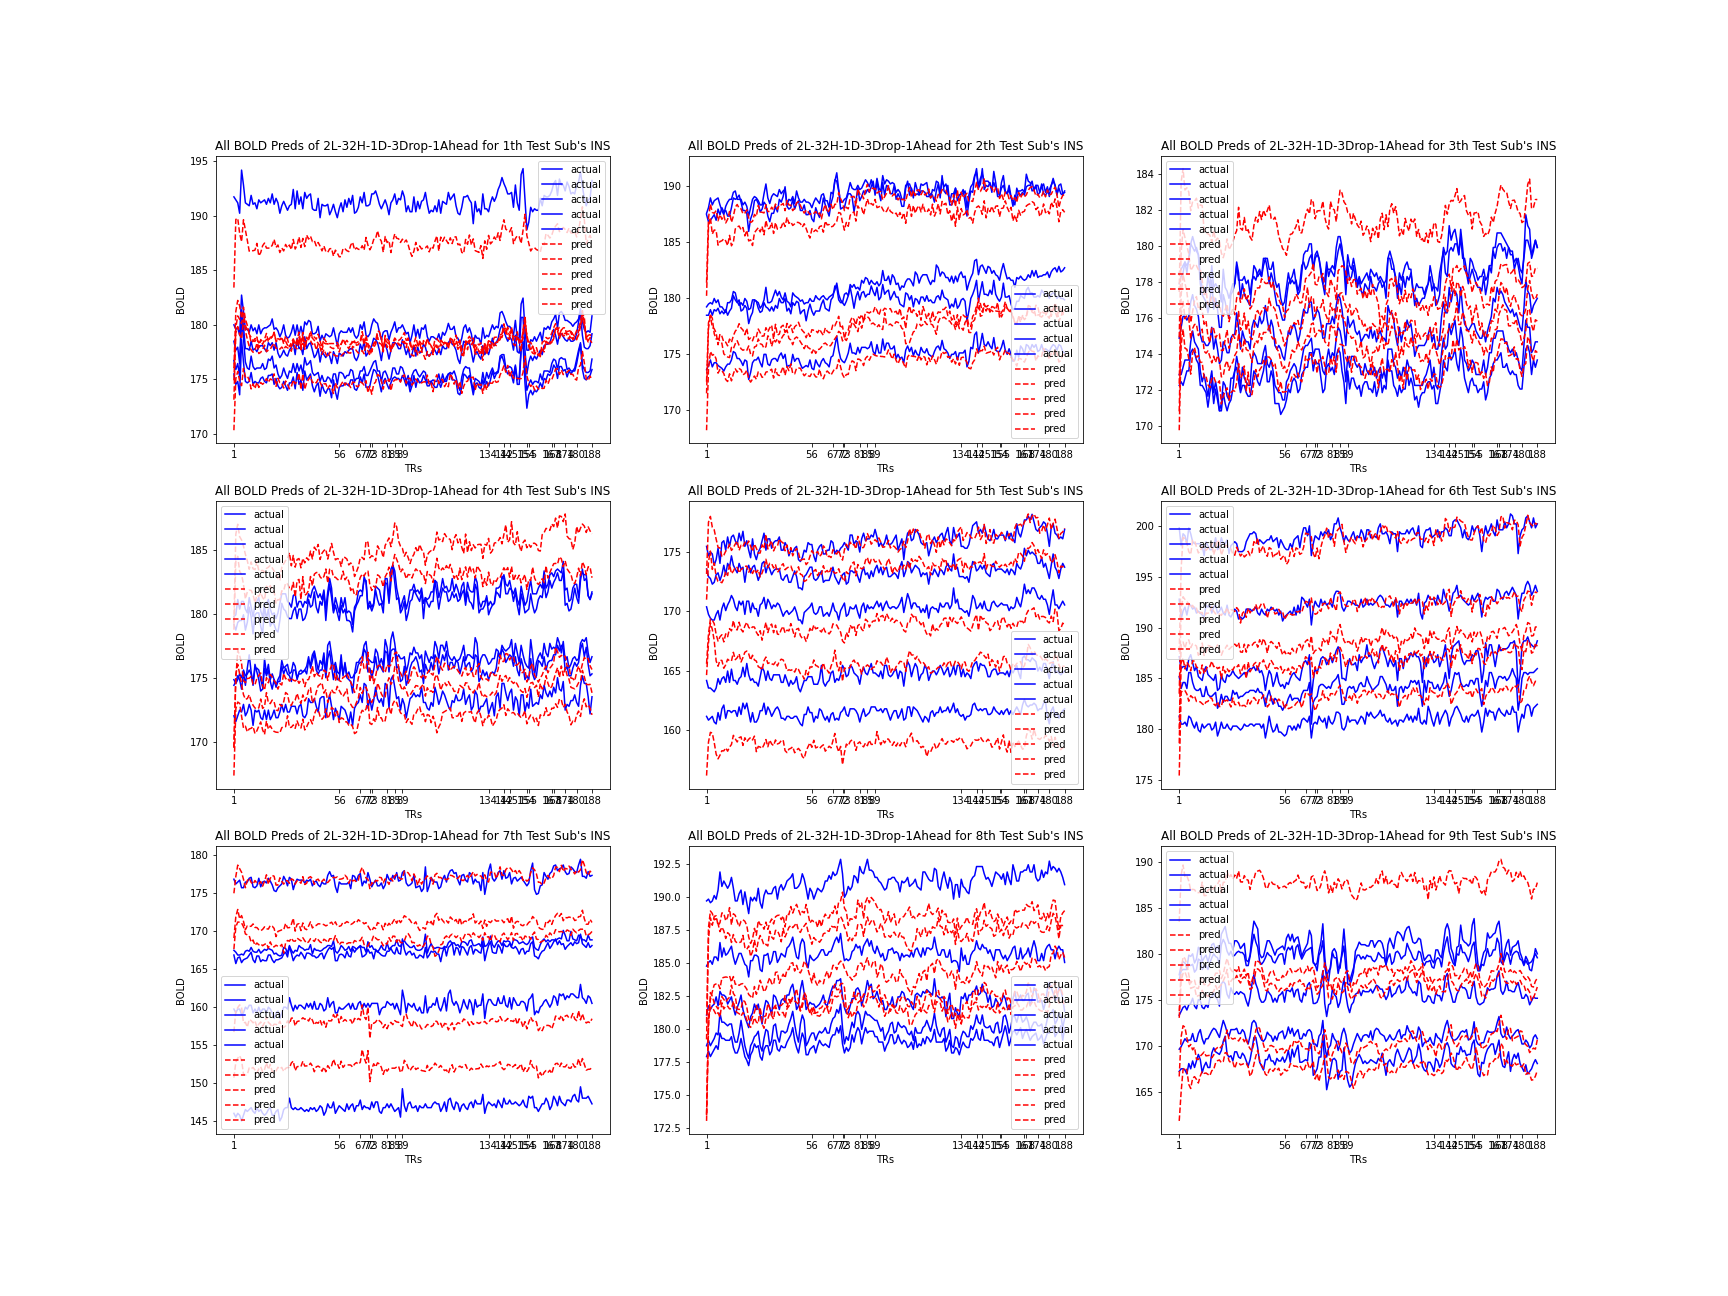 All BOLD Preds of 2L-32H-1D-3Drop-1Ahead for 1th Test Sub's INS
195
190
185
180
175
170
BOLD
actual
actual
actual
actual
actual
pred
pred
pred
pred
pred
1 56 188
TRs
All BOLD Preds of 2L-32H-1D-3Drop-1Ahead for 2th Test Sub's INS
190
185
180
175
170
BOLD
actual
actual
actual
actual
actual
pred
pred
pred
pred
pred
1 56 188
TRs
All BOLD Preds of 2L-32H-1D-3Drop-1Ahead for 3th Test Sub's INS
184
182
180
178
176
174
172
170
BOLD
actual
actual
actual
actual
actual
pred
pred
pred
pred
pred
1 56 188
TRs
All BOLD Preds of 2L-32H-1D-3Drop-1Ahead for 4th Test Sub's INS
185
180
175
170
BOLD
actual
actual
actual
actual
actual
pred
pred
pred
pred
pred
1 56 188
TRs
All BOLD Preds of 2L-32H-1D-3Drop-1Ahead for 5th Test Sub's INS
175
170
165
160
BOLD
actual
actual
actual
actual
actual
pred
pred
pred
pred
pred
1 56 188
TRs
All BOLD Preds of 2L-32H-1D-3Drop-1Ahead for 6th Test Sub's INS
200
195
190
185
180
175
BOLD
actual
actual
actual
actual
actual
pred
pred
pred
pred
pred
1 56 188
TRs
All BOLD Preds of 2L-32H-1D-3Drop-1Ahead for 7th Test Sub's INS
180
175
170
165
160
155
150
145
BOLD
actual
actual
actual
actual
actual
pred
pred
pred
pred
pred
1 56 188
TRs
All BOLD Preds of 2L-32H-1D-3Drop-1Ahead for 8th Test Sub's INS
192.5
190.0
187.5
185.0
182.5
180.0
177.5
175.0
172.5
BOLD
actual
actual
actual
actual
actual
pred
pred
pred
pred
pred
1 56 188
TRs
All BOLD Preds of 2L-32H-1D-3Drop-1Ahead for 9th Test Sub's INS
190
185
180
175
170
165
BOLD
actual
actual
actual
actual
actual
pred
pred
pred
pred
pred
1 56 188
TRs